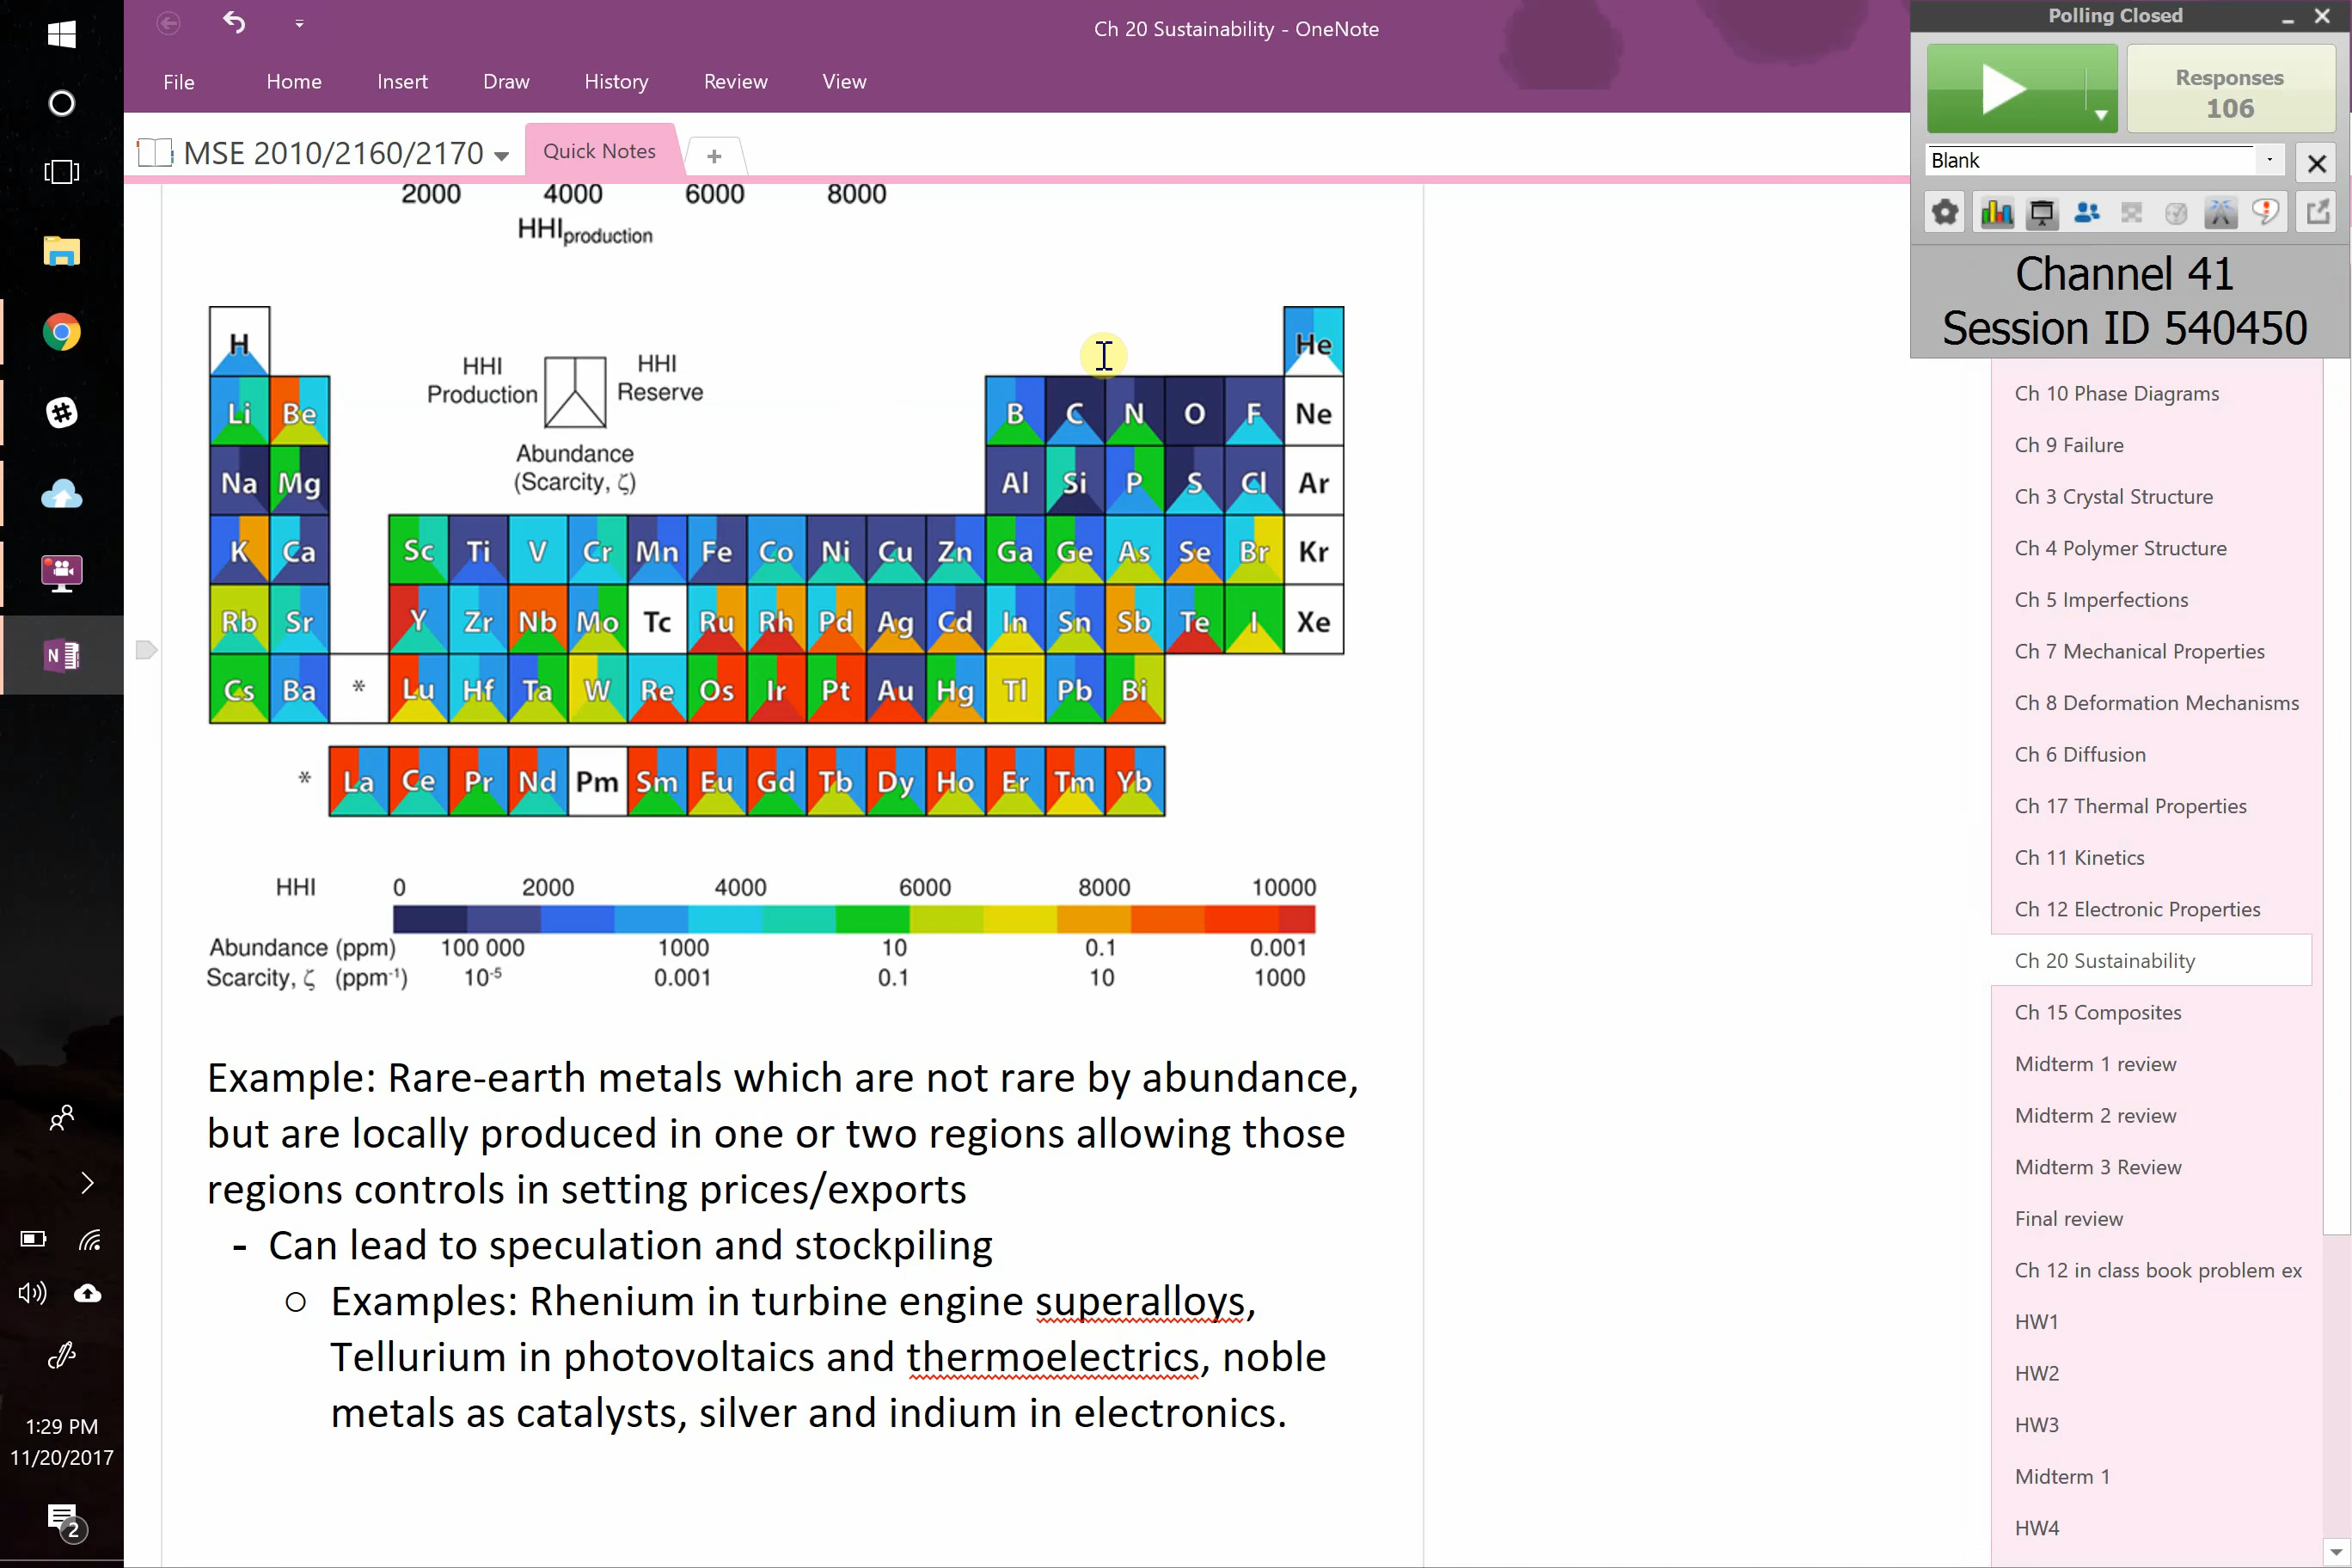 Ch 20 Sustainability - OneNote
Polling Closed
File Home Insert Draw History Review View
Responses
106
Blank
MSE 2010/2160/2170
Quick Notes
Channel 41
Session ID 540450
2000 4000 6000 8000
HHIproduction
H He
HHI Production
HHI Reserve
Abundance
(Scarcity, ζ)
Li Be B C N O F Ne
Na Mg Al Si P S Cl Ar
K Ca Sc Ti V Cr Mn Fe Co Ni Cu Zn Ga Ge As Se Br Kr
Rb Sr Y Zr Nb Mo Tc Ru Rh Pd Ag Cd In Sn Sb Te I Xe
Cs Ba * Lu Hf Ta W Re Os Ir Pt Au Hg Tl Pb Bi
* La Ce Pr Nd Pm Sm Eu Gd Tb Dy Ho Er Tm Yb
HHI 0 2000 4000 6000 8000 10000
Abundance (ppm) 100 000 1000 10 0.1 0.001
Scarcity, ζ (ppm⁻¹) 10⁻⁵ 0.001 0.1 10 1000
Example: Rare-earth metals which are not rare by abundance,
but are locally produced in one or two regions allowing those
regions controls in setting prices/exports
- Can lead to speculation and stockpiling
○ Examples: Rhenium in turbine engine superalloys,
Tellurium in photovoltaics and thermoelectrics, noble
metals as catalysts, silver and indium in electronics.
Ch 10 Phase Diagrams
Ch 9 Failure
Ch 3 Crystal Structure
Ch 4 Polymer Structure
Ch 5 Imperfections
Ch 7 Mechanical Properties
Ch 8 Deformation Mechanisms
Ch 6 Diffusion
Ch 17 Thermal Properties
Ch 11 Kinetics
Ch 12 Electronic Properties
Ch 20 Sustainability
Ch 15 Composites
Midterm 1 review
Midterm 2 review
Midterm 3 Review
Final review
Ch 12 in class book problem ex
HW1
HW2
HW3
Midterm 1
HW4
N
1:29 PM
11/20/2017
2